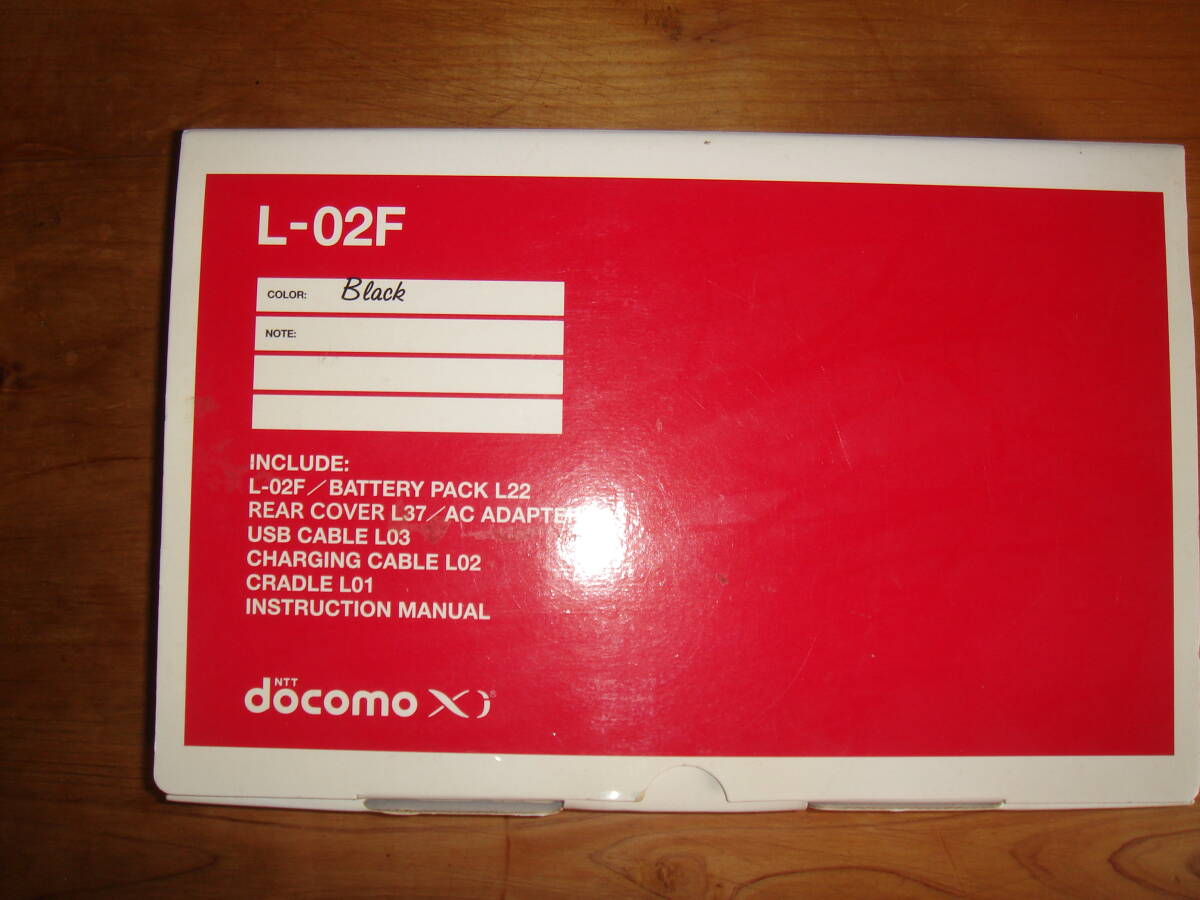 L-02F
COLOR: Black
NOTE:
INCLUDE:
L-02F／BATTERY PACK L22
REAR COVER L37／AC ADAPTER
USB CABLE L03
CHARGING CABLE L02
CRADLE L01
INSTRUCTION MANUAL
NTT
docomo Xi®